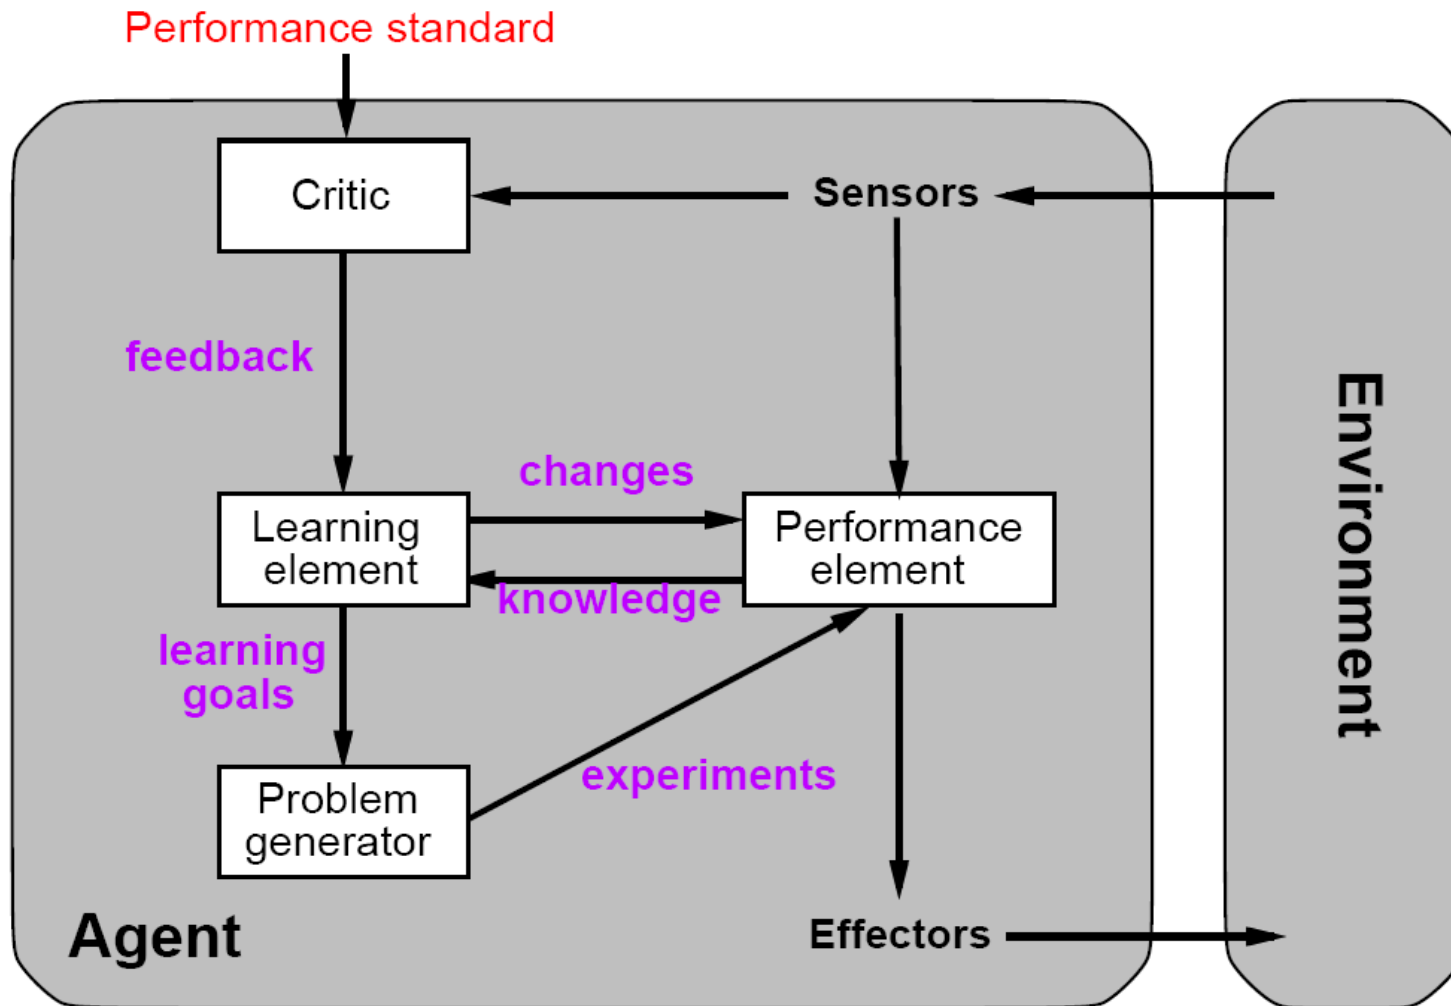 Performance standard
Critic
Sensors
feedback
changes
Learning
element
Performance
element
knowledge
learning
goals
experiments
Problem
generator
Agent
Effectors
Environment